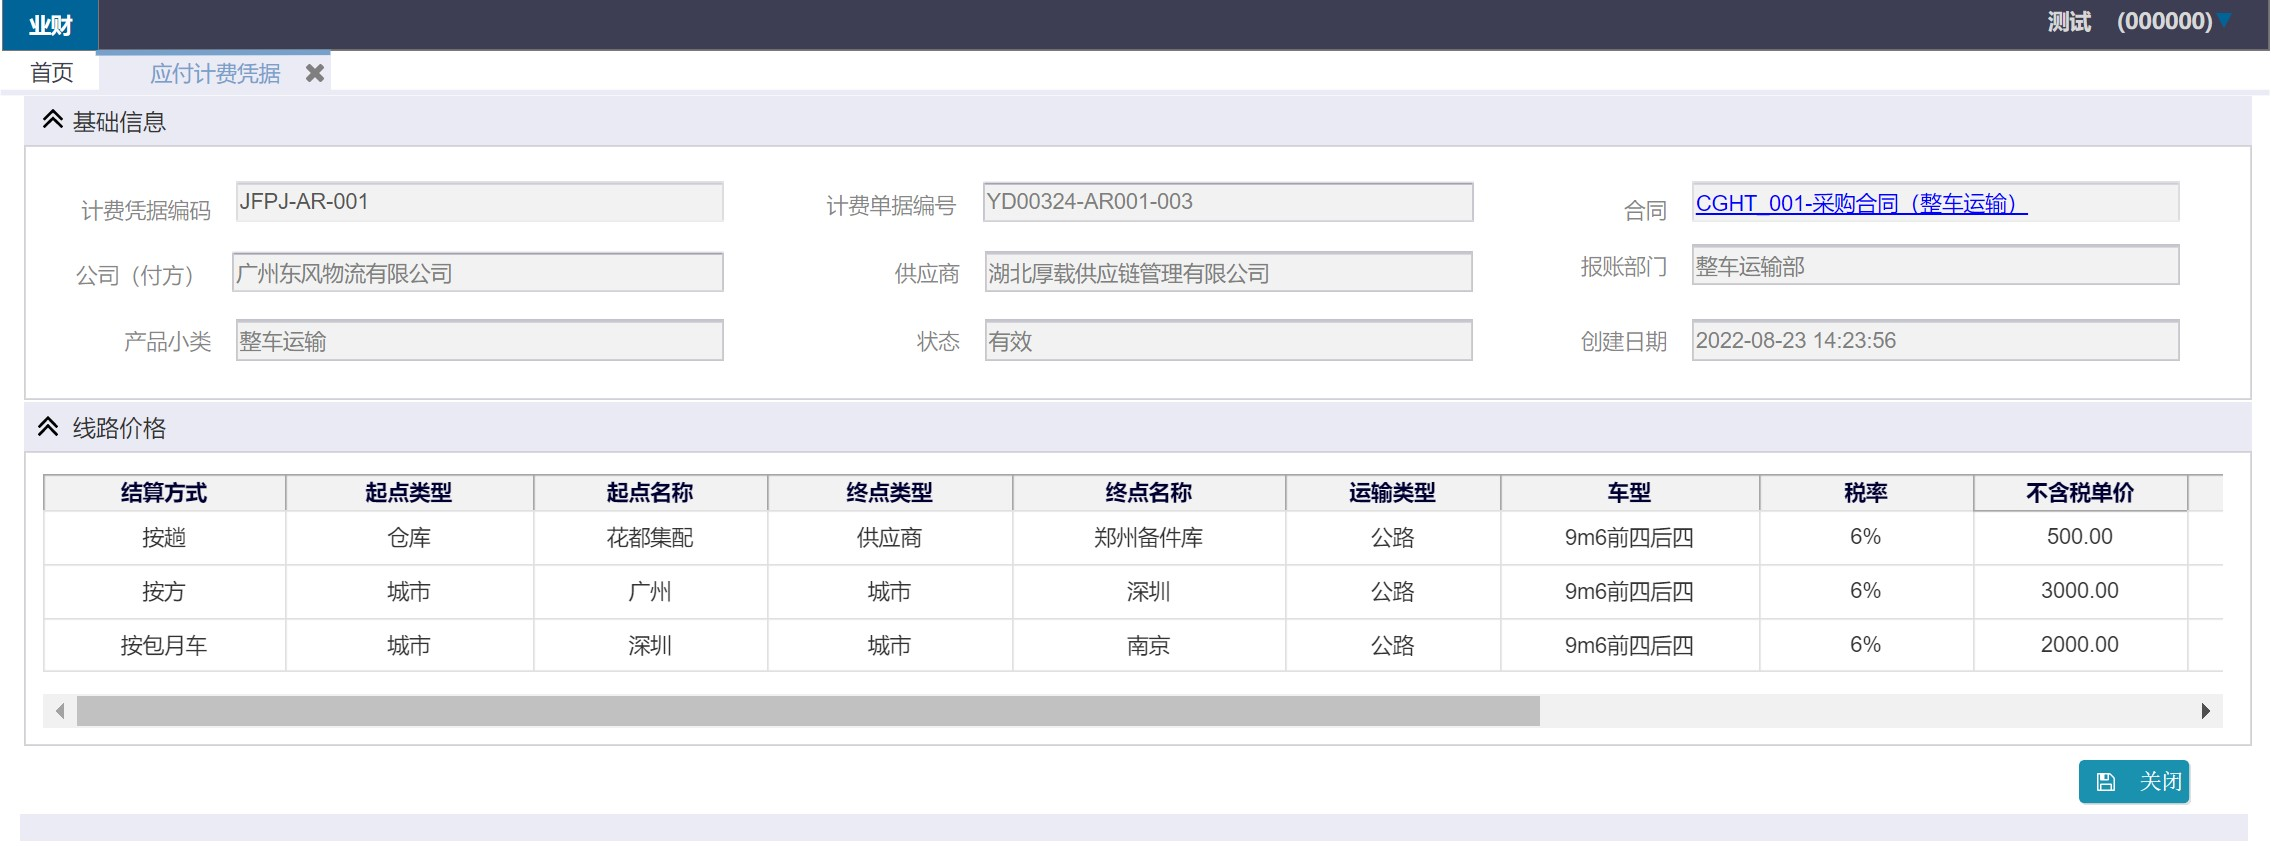 业财 测试 (000000)
首页 应付计费凭据
基础信息
计费凭据编码 JFPJ-AR-001 计费单据编号 YD00324-AR001-003 合同 CGHT_001-采购合同（整车运输）
公司（付方） 广州东风物流有限公司 供应商 湖北厚载供应链管理有限公司 报账部门 整车运输部
产品小类 整车运输 状态 有效 创建日期 2022-08-23 14:23:56
线路价格
结算方式 起点类型 起点名称 终点类型 终点名称 运输类型 车型 税率 不含税单价
按趟 仓库 花都集配 供应商 郑州备件库 公路 9m6前四后四 6% 500.00
按方 城市 广州 城市 深圳 公路 9m6前四后四 6% 3000.00
按包月车 城市 深圳 城市 南京 公路 9m6前四后四 6% 2000.00
关闭